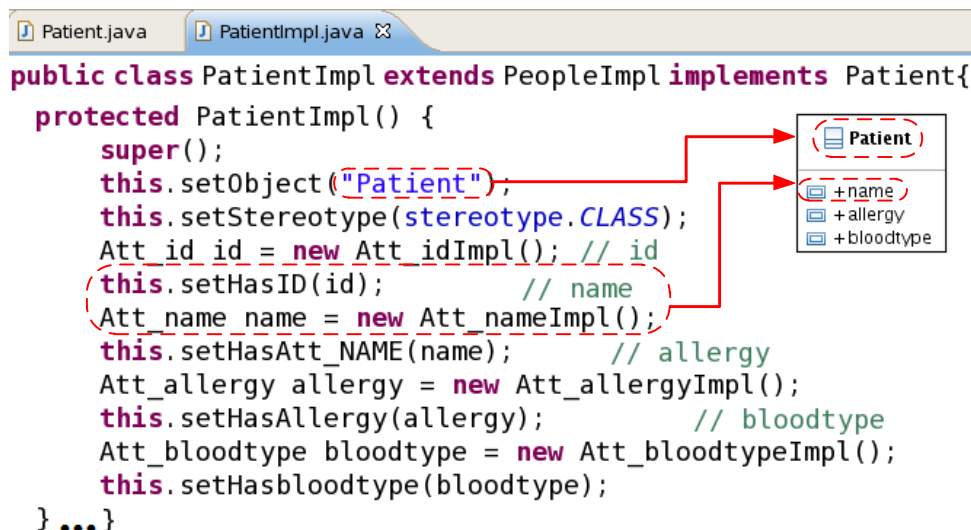 Patient.java PatientImpl.java
public class PatientImpl extends PeopleImpl implements Patient{
protected PatientImpl() {
super();
this.setObject("Patient");
this.setStereotype(stereotype.CLASS);
Att_id id = new Att_idImpl(); // id
this.setHasID(id); // name
Att_name name = new Att_nameImpl();
this.setHasAtt_NAME(name); // allergy
Att_allergy allergy = new Att_allergyImpl();
this.setHasAllergy(allergy); // bloodtype
Att_bloodtype bloodtype = new Att_bloodtypeImpl();
this.setHasbloodtype(bloodtype);
} ... }
Patient
+name
+allergy
+bloodtype